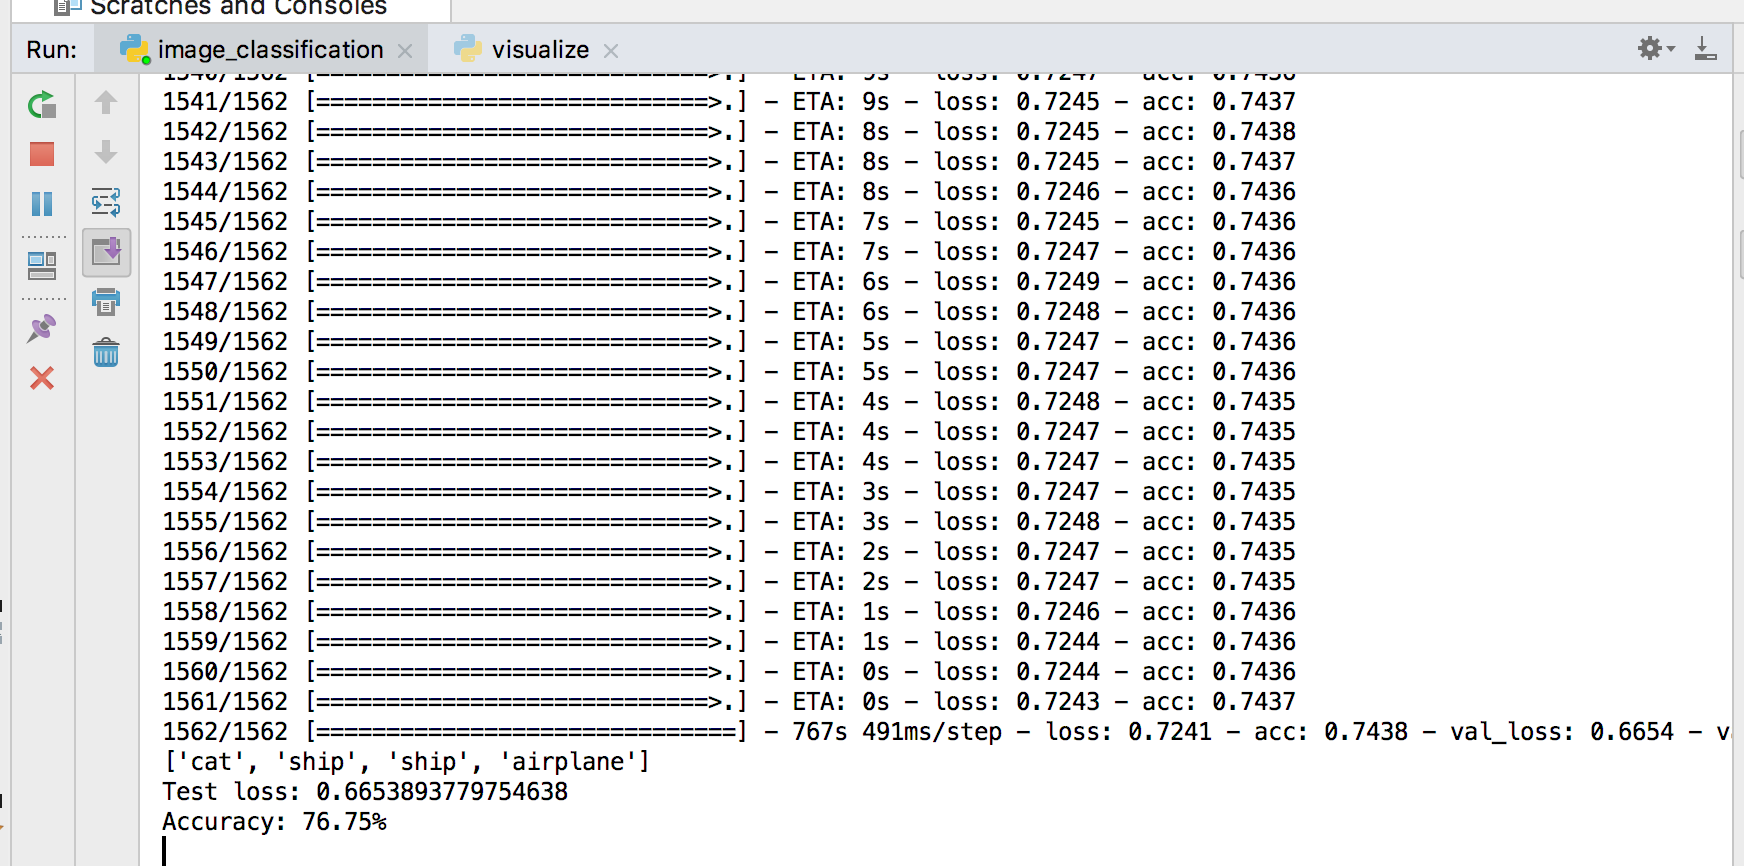 Scratches and Consoles
Run: image_classification visualize
1540/1562 [============================>.] - ETA: 9s - loss: 0.7247 - acc: 0.7436
1541/1562 [============================>.] - ETA: 9s - loss: 0.7245 - acc: 0.7437
1542/1562 [============================>.] - ETA: 8s - loss: 0.7245 - acc: 0.7438
1543/1562 [============================>.] - ETA: 8s - loss: 0.7245 - acc: 0.7437
1544/1562 [============================>.] - ETA: 8s - loss: 0.7246 - acc: 0.7436
1545/1562 [============================>.] - ETA: 7s - loss: 0.7245 - acc: 0.7436
1546/1562 [============================>.] - ETA: 7s - loss: 0.7247 - acc: 0.7436
1547/1562 [============================>.] - ETA: 6s - loss: 0.7249 - acc: 0.7436
1548/1562 [============================>.] - ETA: 6s - loss: 0.7248 - acc: 0.7436
1549/1562 [============================>.] - ETA: 5s - loss: 0.7247 - acc: 0.7436
1550/1562 [============================>.] - ETA: 5s - loss: 0.7247 - acc: 0.7436
1551/1562 [============================>.] - ETA: 4s - loss: 0.7248 - acc: 0.7435
1552/1562 [============================>.] - ETA: 4s - loss: 0.7247 - acc: 0.7435
1553/1562 [============================>.] - ETA: 4s - loss: 0.7247 - acc: 0.7435
1554/1562 [============================>.] - ETA: 3s - loss: 0.7247 - acc: 0.7435
1555/1562 [============================>.] - ETA: 3s - loss: 0.7248 - acc: 0.7435
1556/1562 [============================>.] - ETA: 2s - loss: 0.7247 - acc: 0.7435
1557/1562 [============================>.] - ETA: 2s - loss: 0.7247 - acc: 0.7435
1558/1562 [============================>.] - ETA: 1s - loss: 0.7246 - acc: 0.7436
1559/1562 [============================>.] - ETA: 1s - loss: 0.7244 - acc: 0.7436
1560/1562 [============================>.] - ETA: 0s - loss: 0.7244 - acc: 0.7436
1561/1562 [============================>.] - ETA: 0s - loss: 0.7243 - acc: 0.7437
1562/1562 [==============================] - 767s 491ms/step - loss: 0.7241 - acc: 0.7438 - val_loss: 0.6654 -
['cat', 'ship', 'ship', 'airplane']
Test loss: 0.6653893779754638
Accuracy: 76.75%